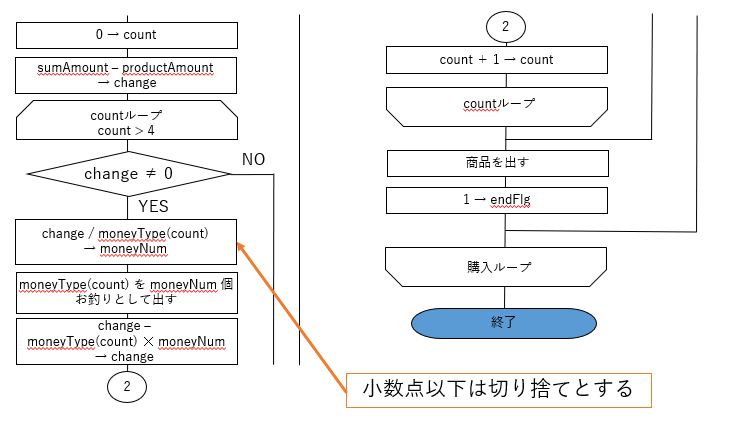 0 → count
sumAmount – productAmount
→ change
countループ
count > 4
change ≠ 0
NO
YES
change / moneyType(count)
→ moneyNum
moneyType(count) を moneyNum 個
お釣りとして出す
change –
moneyType(count) × moneyNum
→ change
2
2
count + 1 → count
countループ
商品を出す
1 → endFlg
購入ループ
終了
小数点以下は切り捨てとする